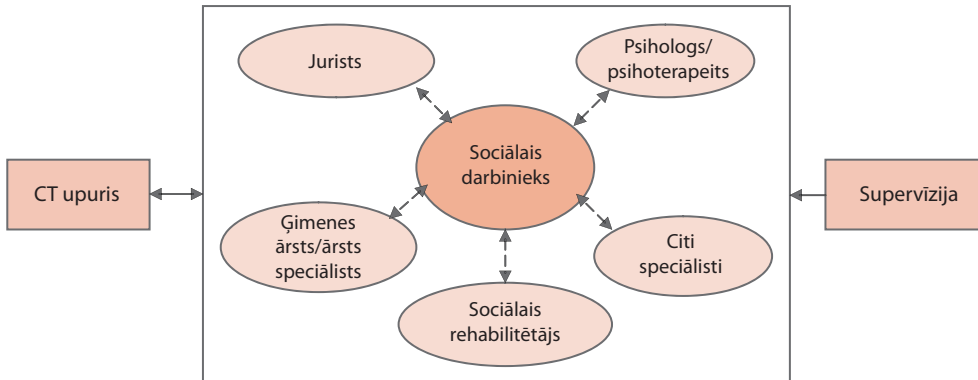 Jurists
Psihologs/
psihoterapeits
Sociālais
darbinieks
CT upuris
Supervīzija
Ģimenes
ārsts/ārsts
speciālists
Citi
speciālisti
Sociālais
rehabilitētājs